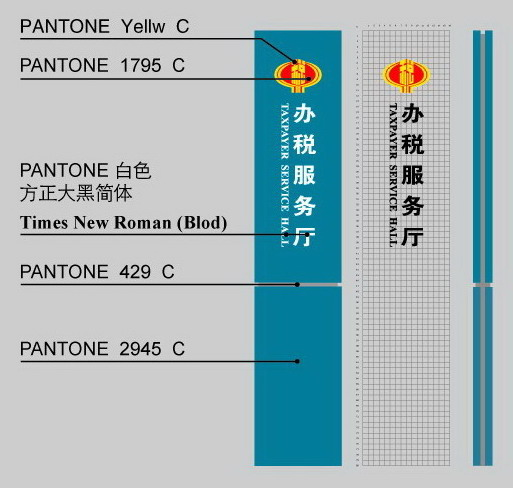 PANTONE Yellw C
PANTONE 1795 C
PANTONE 白色
方正大黑简体
Times New Roman (Blod)
PANTONE 429 C
PANTONE 2945 C
办税服务厅
TAXPAYER SERVICE HALL
办税服务厅
TAXPAYER SERVICE HALL